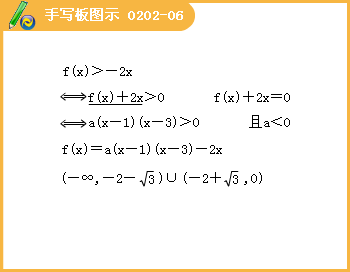 手写板图示 0202-06
f(x)>-2x
⟺f(x)+2x>0 f(x)+2x=0
⟺a(x-1)(x-3)>0 且a<0
f(x)=a(x-1)(x-3)-2x
(-∞,-2-√3)∪(-2+√3,0)